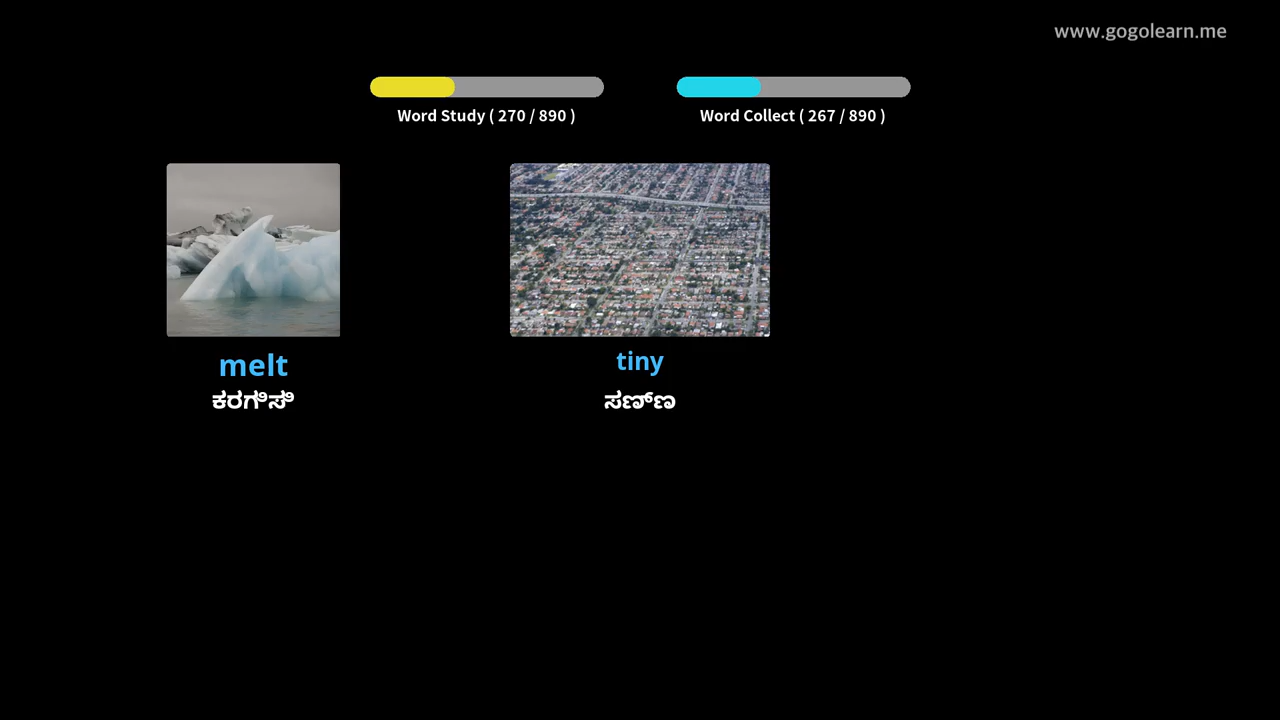 www.gogolearn.me
Word Study ( 270 / 890 )
Word Collect ( 267 / 890 )
melt
ಕರಗಿಸಿ
tiny
ಸಣ್ಣ